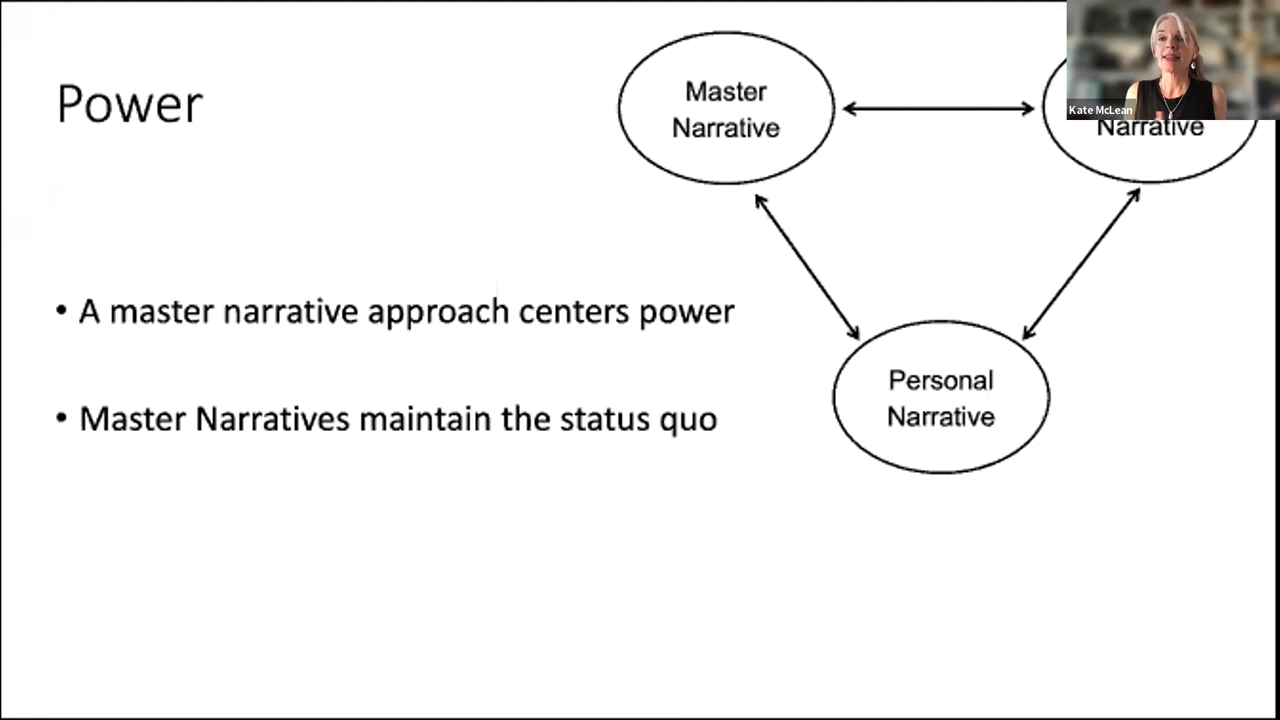 Power
Master
Narrative
Narrative
Kate McLean
• A master narrative approach centers power
• Master Narratives maintain the status quo
Personal
Narrative